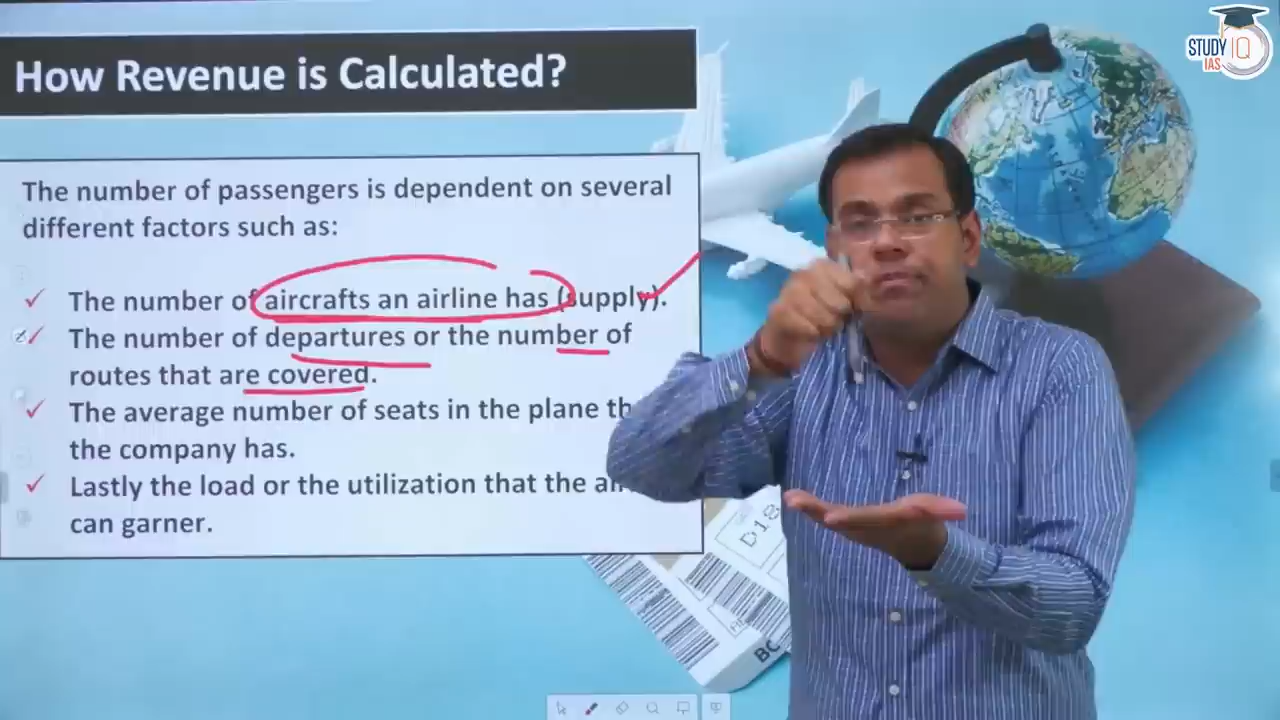 STUDY IQ
IAS
How Revenue is Calculated?
The number of passengers is dependent on several
different factors such as:
The number of aircrafts an airline has (supply).
The number of departures or the number of
routes that are covered.
The average number of seats in the plane
the company has.
Lastly the load or the utilization that the
can garner.
D18
BC